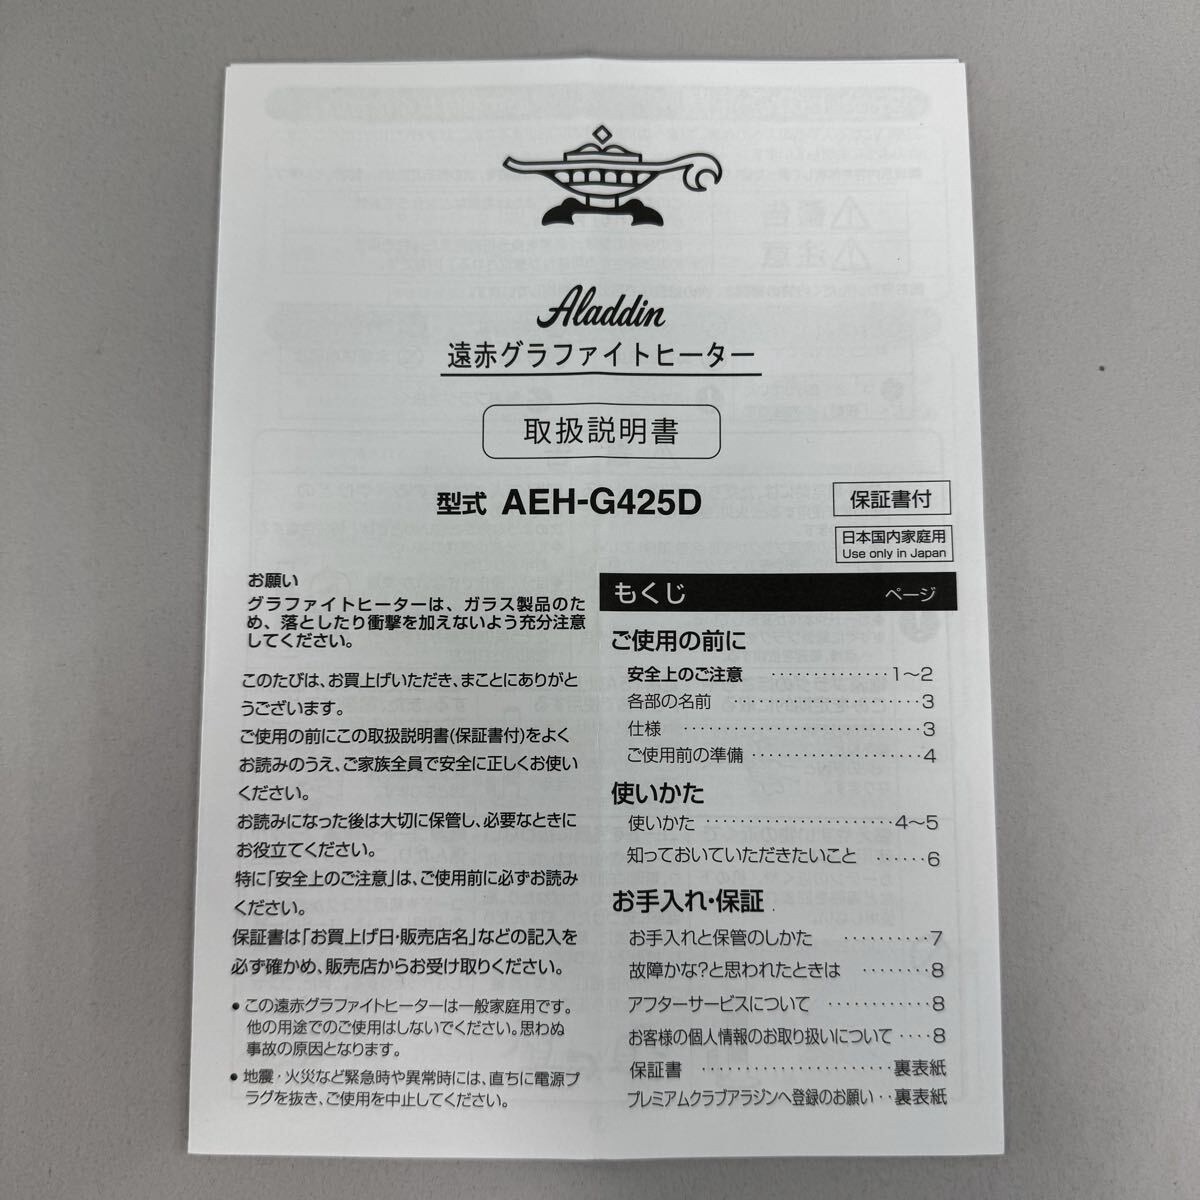 Aladdin
遠赤グラファイトヒーター
取扱説明書
型式 AEH-G425D
保証書付
日本国内家庭用
Use only in Japan
お願い
グラファイトヒーターは、ガラス製品のた
め、落としたり衝撃を加えないよう充分注意
してください。
このたびは、お買上げいただき、まことにありがと
うございます。
ご使用の前にこの取扱説明書(保証書付)をよく
お読みのうえ、ご家族全員で安全に正しくお使い
ください。
お読みになった後は大切に保管し、必要なときに
お役立てください。
特に「安全上のご注意」は、ご使用前に必ずお読み
ください。
保証書は「お買上げ日・販売店名」などの記入を
必ず確かめ、販売店からお受け取りください。
● この遠赤グラファイトヒーターは一般家庭用です。
他の用途でのご使用はしないでください。思わぬ
事故の原因となります。
● 地震・火災など緊急時や異常時には、直ちに電源プ
ラグを抜き、ご使用を中止してください。
もくじ ページ
ご使用の前に
安全上のご注意 ・・・・・・・・・・・・・・ 1〜2
各部の名前 ・・・・・・・・・・・・・・・・・・・・・・ 3
仕様 ・・・・・・・・・・・・・・・・・・・・・・・・・・・・ 3
ご使用前の準備 ・・・・・・・・・・・・・・・・・・・・ 4
使いかた
使いかた ・・・・・・・・・・・・・・・・・・・・・・ 4〜5
知っておいていただきたいこと ・・・・・・ 6
お手入れ・保証
お手入れと保管のしかた ・・・・・・・・・・ 7
故障かな?と思われたときは ・・・・・・・・ 8
アフターサービスについて ・・・・・・・・・・・・ 8
お客様の個人情報のお取り扱いについて ・・・・ 8
保証書 ・・・・・・・・・・・・・・・・・・・・・・ 裏表紙
プレミアムクラブアラジンへ登録のお願い ・・ 裏表紙